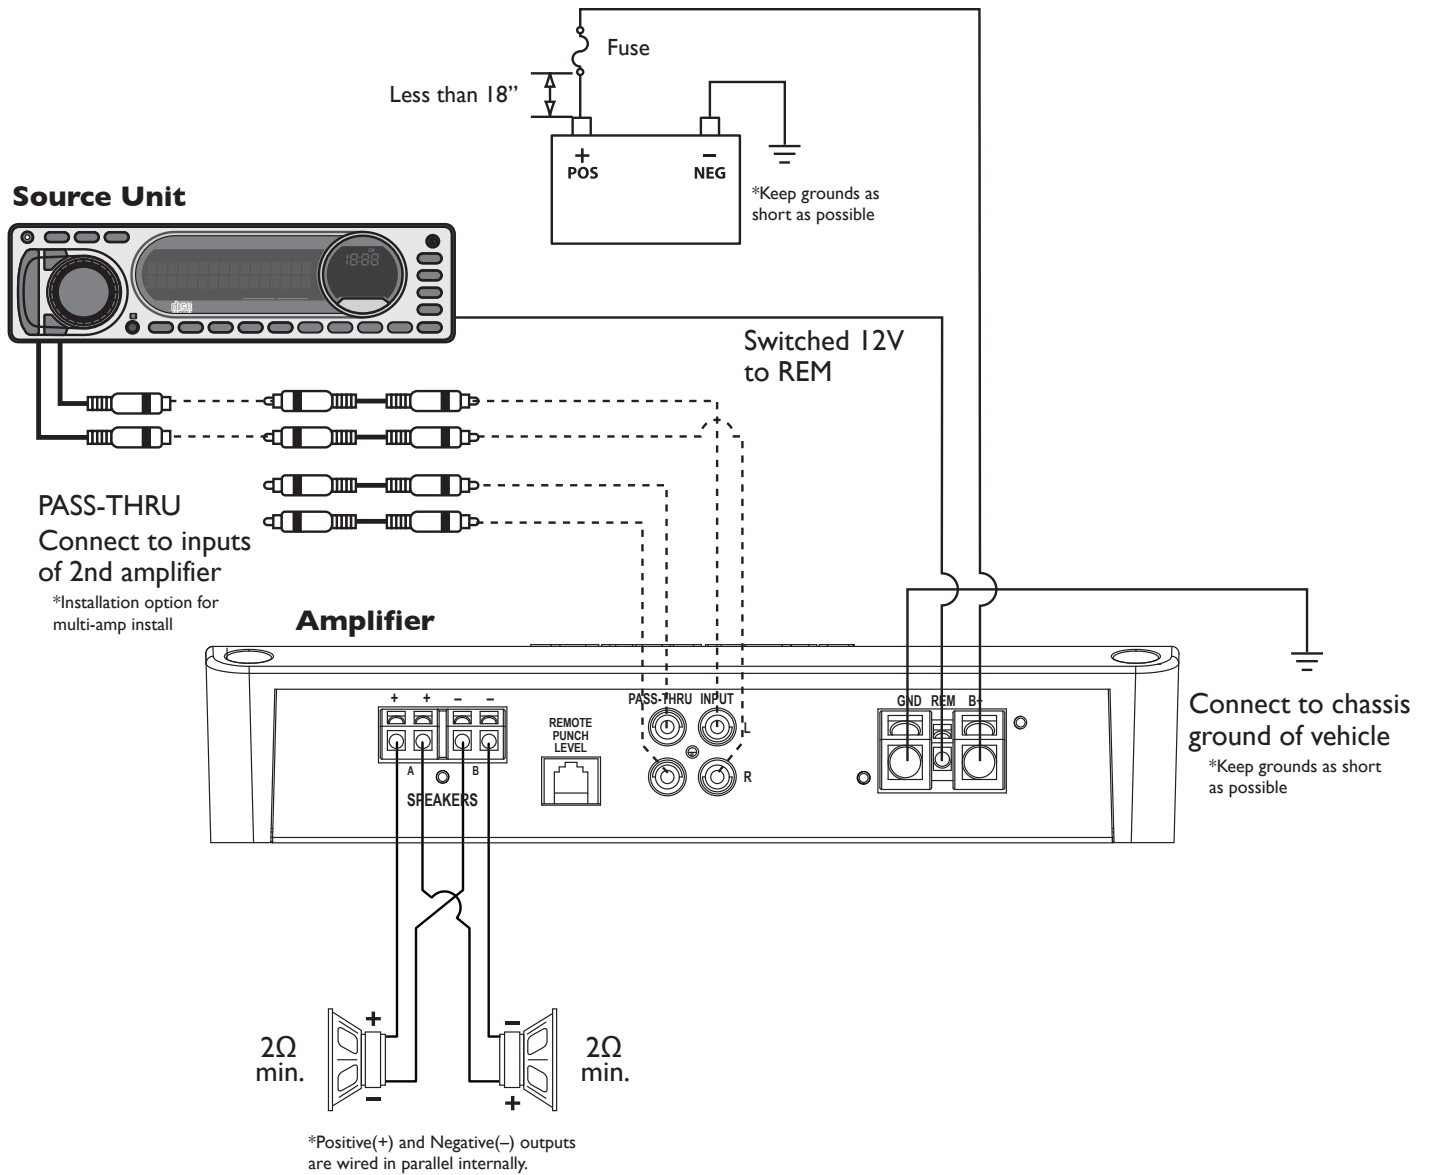 Fuse
Less than 18”
+
–
POS
NEG
*Keep grounds as
short as possible
Source Unit
18:88
disc
Switched 12V
to REM
PASS-THRU
Connect to inputs
of 2nd amplifier
*Installation option for
multi-amp install
Amplifier
+ + – –
PASS-THRU INPUT
GND REM B+
REMOTE
PUNCH
LEVEL
L
A B
R
SPEAKERS
Connect to chassis
ground of vehicle
*Keep grounds as short
as possible
+
–
2Ω
min.
2Ω
min.
–
+
*Positive(+) and Negative(–) outputs
are wired in parallel internally.